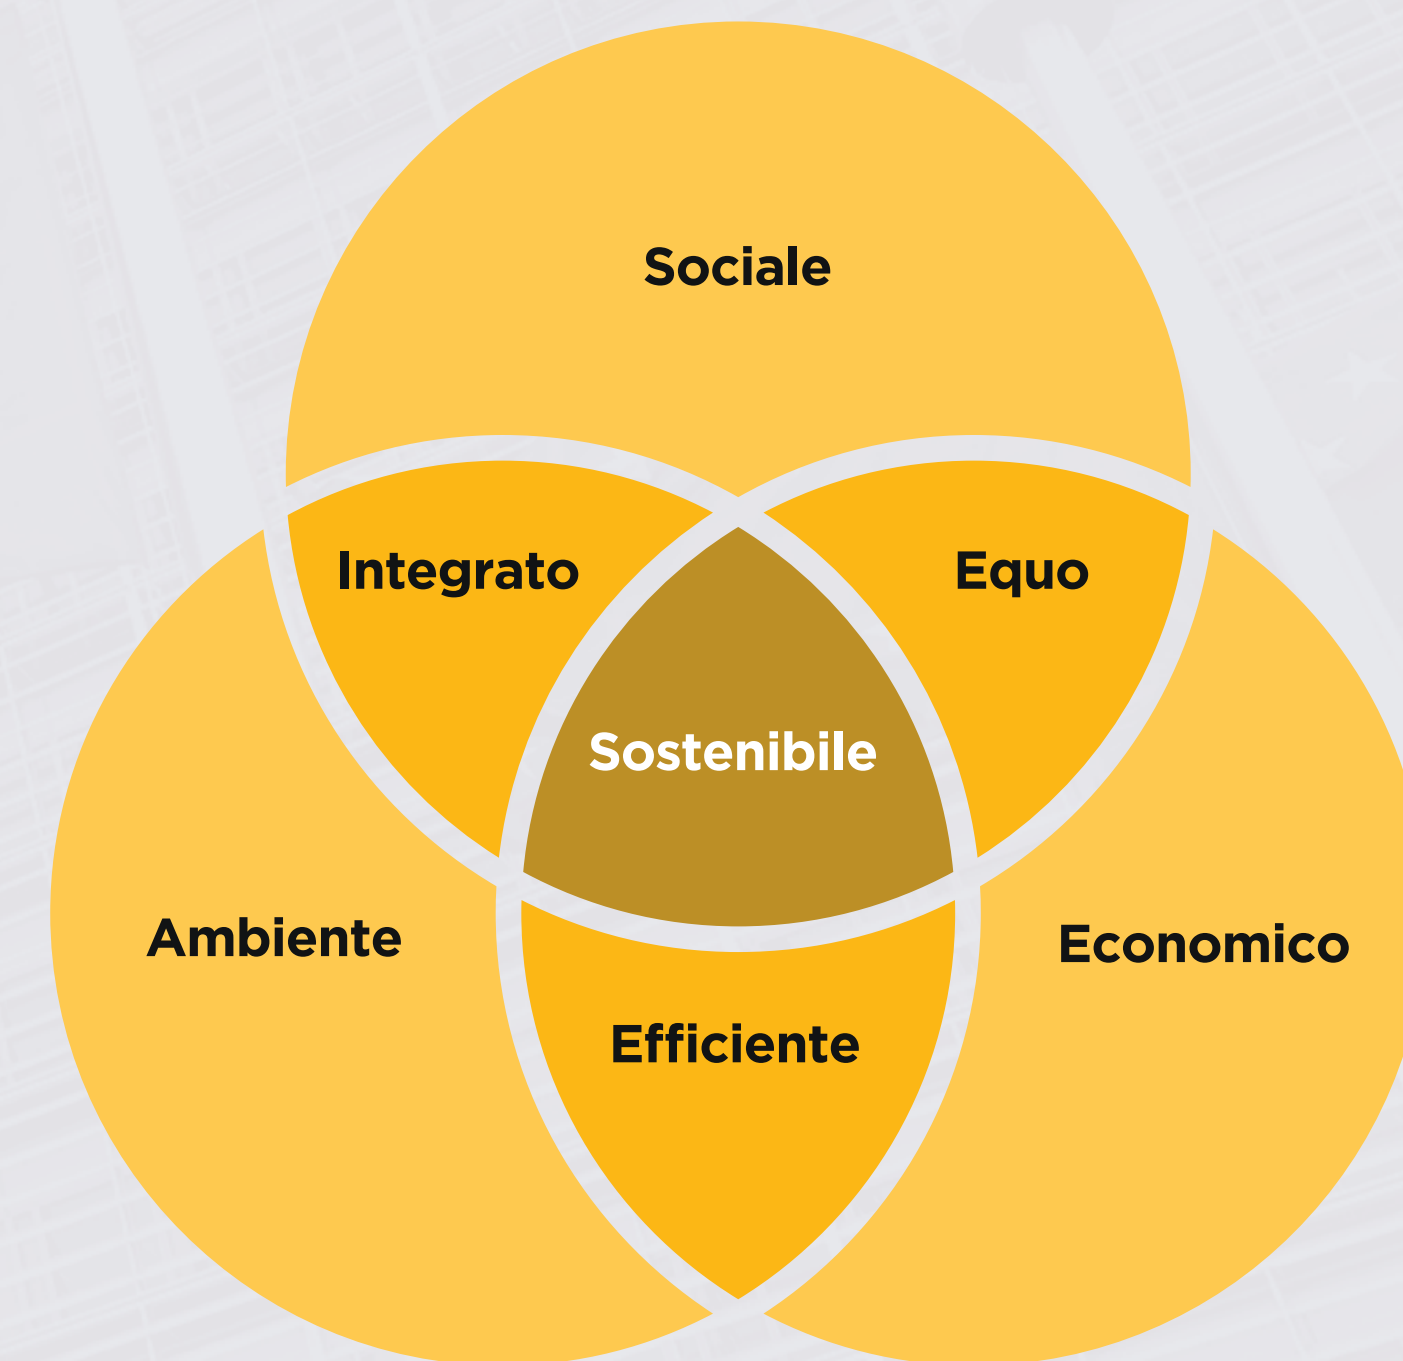 Sociale
Integrato
Equo
Sostenibile
Ambiente
Economico
Efficiente